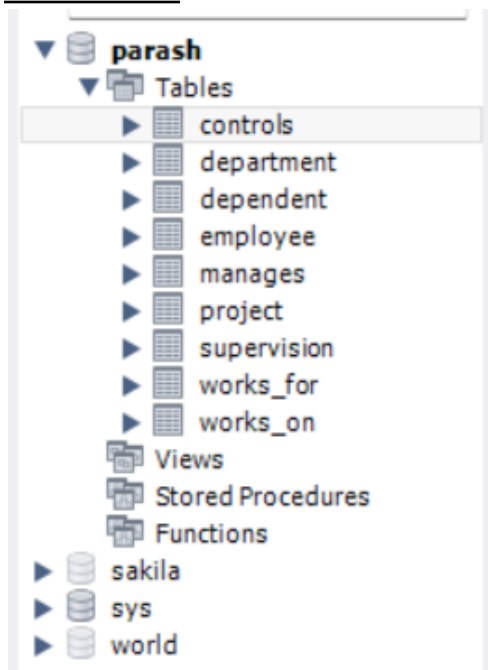 parash
Tables
controls
department
dependent
employee
manages
project
supervision
works_for
works_on
Views
Stored Procedures
Functions
sakila
sys
world